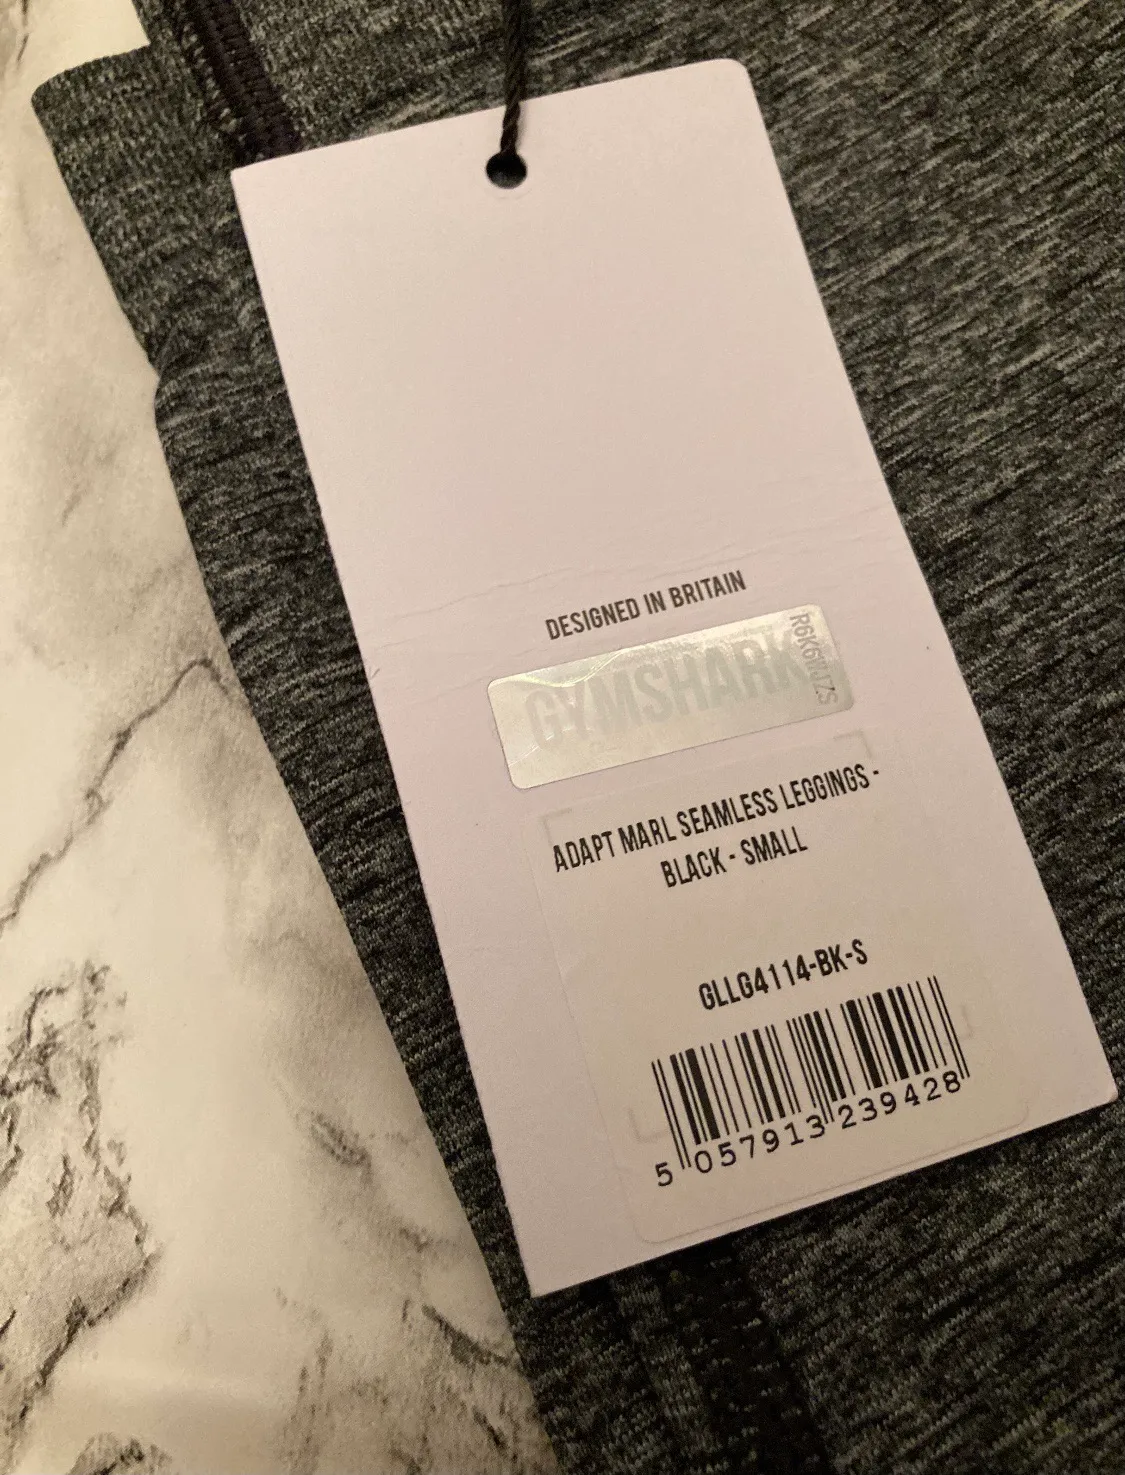 DESIGNED IN BRITAIN
GYMSHARK
ADAPT MARL SEAMLESS LEGGINGS -
BLACK - SMALL
GLLG4114-BK-S
5 057913 239428